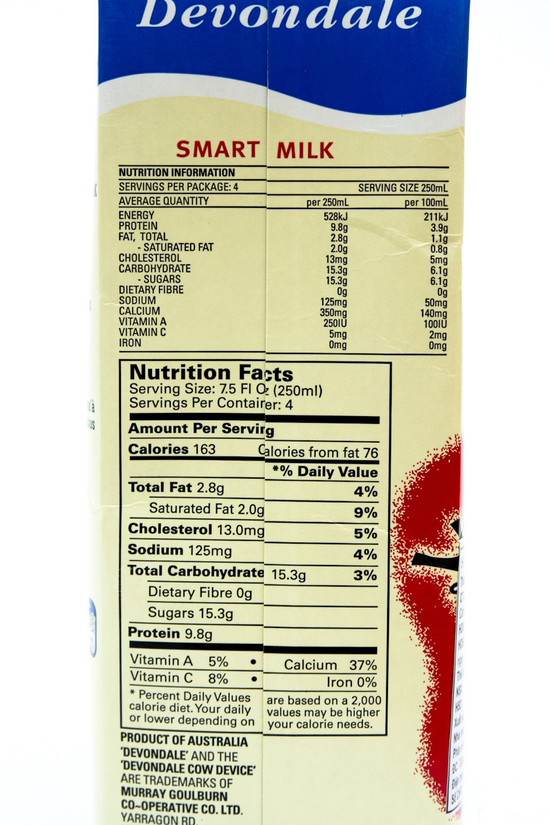 Devondale
SMART MILK
NUTRITION INFORMATION
SERVINGS PER PACKAGE: 4 SERVING SIZE 250mL
AVERAGE QUANTITY per 250mL per 100mL
ENERGY 528kJ 211kJ
PROTEIN 9.8g 3.9g
FAT, TOTAL 2.8g 1.1g
- SATURATED FAT 2.0g 0.8g
CHOLESTEROL 13mg 5mg
CARBOHYDRATE 15.3g 6.1g
- SUGARS 15.3g 6.1g
DIETARY FIBRE 0g 0g
SODIUM 125mg 50mg
CALCIUM 350mg 140mg
VITAMIN A 250IU 100IU
VITAMIN C 5mg 2mg
IRON 0mg 0mg
Nutrition Facts
Serving Size: 7.5 Fl Oz (250ml)
Servings Per Container: 4
Amount Per Serving
Calories 163 Calories from fat 76
*% Daily Value
Total Fat 2.8g 4%
Saturated Fat 2.0g 9%
Cholesterol 13.0mg 5%
Sodium 125mg 4%
Total Carbohydrate 15.3g 3%
Dietary Fibre 0g
Sugars 15.3g
Protein 9.8g
Vitamin A 5% • Calcium 37%
Vitamin C 8% • Iron 0%
* Percent Daily Values are based on a 2,000
calorie diet. Your daily values may be higher
or lower depending on your calorie needs.
PRODUCT OF AUSTRALIA
'DEVONDALE' AND THE
'DEVONDALE COW DEVICE'
ARE TRADEMARKS OF
MURRAY GOULBURN
CO-OPERATIVE CO. LTD.
YARRAGON RD.